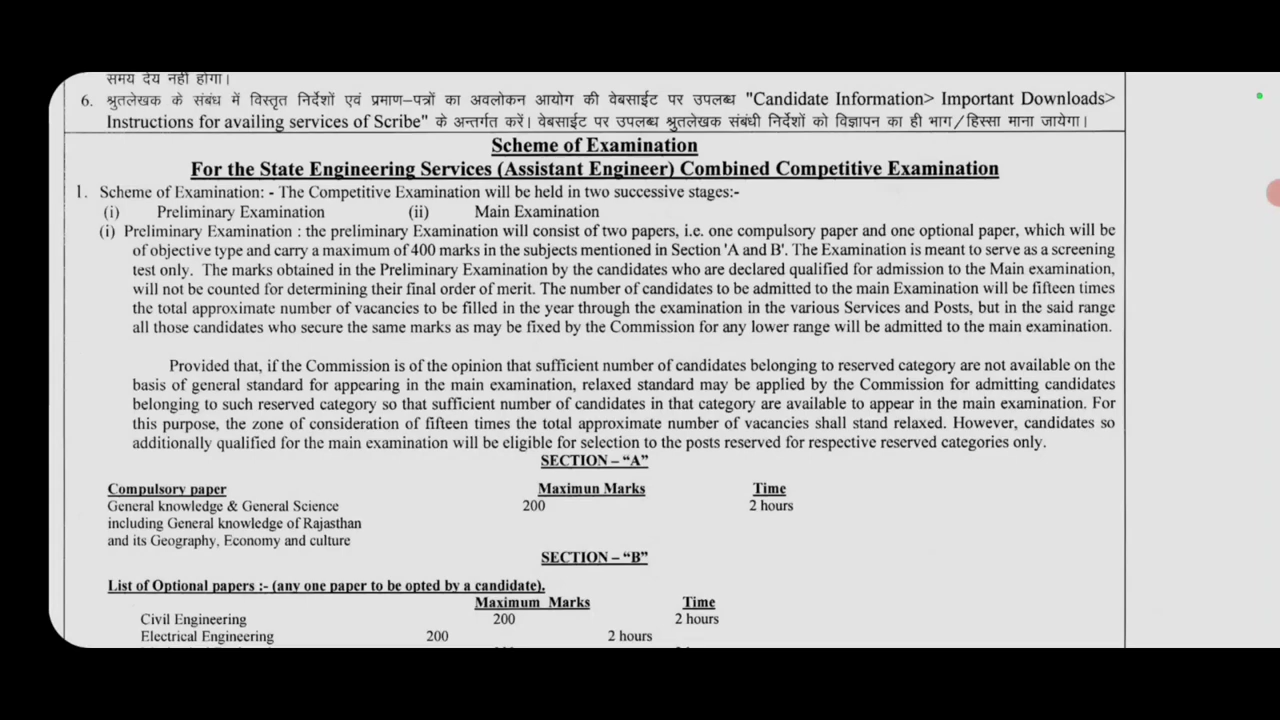 समय देय नहीं होगा।
6. श्रुतलेखक के संबंध में विस्तृत निर्देशों एवं प्रमाण–पत्रों का अवलोकन आयोग की वेबसाईट पर उपलब्ध "Candidate Information> Important Downloads>
Instructions for availing services of Scribe" के अन्तर्गत करें। वेबसाईट पर उपलब्ध श्रुतलेखक संबंधी निर्देशों को विज्ञापन का ही भाग/हिस्सा माना जायेगा।
Scheme of Examination
For the State Engineering Services (Assistant Engineer) Combined Competitive Examination
1. Scheme of Examination: - The Competitive Examination will be held in two successive stages:-
(i) Preliminary Examination (ii) Main Examination
(i) Preliminary Examination : the preliminary Examination will consist of two papers, i.e. one compulsory paper and one optional paper, which will be
of objective type and carry a maximum of 400 marks in the subjects mentioned in Section 'A and B'. The Examination is meant to serve as a screening
test only. The marks obtained in the Preliminary Examination by the candidates who are declared qualified for admission to the Main examination,
will not be counted for determining their final order of merit. The number of candidates to be admitted to the main Examination will be fifteen times
the total approximate number of vacancies to be filled in the year through the examination in the various Services and Posts, but in the said range
all those candidates who secure the same marks as may be fixed by the Commission for any lower range will be admitted to the main examination.
Provided that, if the Commission is of the opinion that sufficient number of candidates belonging to reserved category are not available on the
basis of general standard for appearing in the main examination, relaxed standard may be applied by the Commission for admitting candidates
belonging to such reserved category so that sufficient number of candidates in that category are available to appear in the main examination. For
this purpose, the zone of consideration of fifteen times the total approximate number of vacancies shall stand relaxed. However, candidates so
additionally qualified for the main examination will be eligible for selection to the posts reserved for respective reserved categories only.
SECTION – “A”
Compulsory paper Maximun Marks Time
General knowledge & General Science 200 2 hours
including General knowledge of Rajasthan
and its Geography, Economy and culture
SECTION – “B”
List of Optional papers :- (any one paper to be opted by a candidate).
Maximum Marks Time
Civil Engineering 200 2 hours
Electrical Engineering 200 2 hours